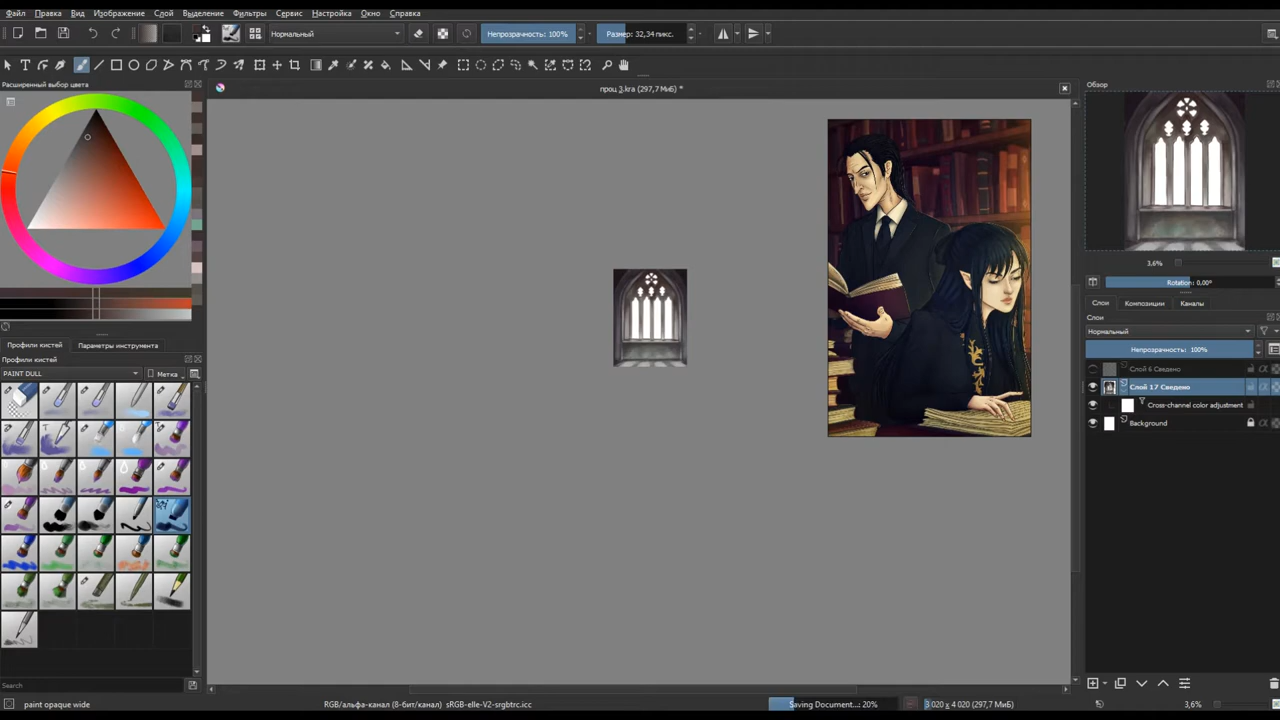 Файл Правка Вид Изображение Слой Выделение Фильтры Сервис Настройка Окно Справка
Нормальный
Непрозрачность: 100%
Размер: 32,34 пикс.
Расширенный выбор цвета
проц 3.kra (297,7 МиБ) *
Обзор
3,6%
Rotation: 0,00°
Слои Композиции Каналы
Слои
Нормальный
Непрозрачность: 100%
Слой 6 Сведено
Слой 17 Сведено
Cross-channel color adjustment
Background
Профили кистей Параметры инструмента
Профили кистей
PAINT DULL
Метка
Search
paint opaque wide
RGB/альфа-канал (8-бит/канал) sRGB-elle-V2-srgbtrc.icc
Saving Document...: 20%
3 020 x 4 020 (297,7 МиБ)
3,6%